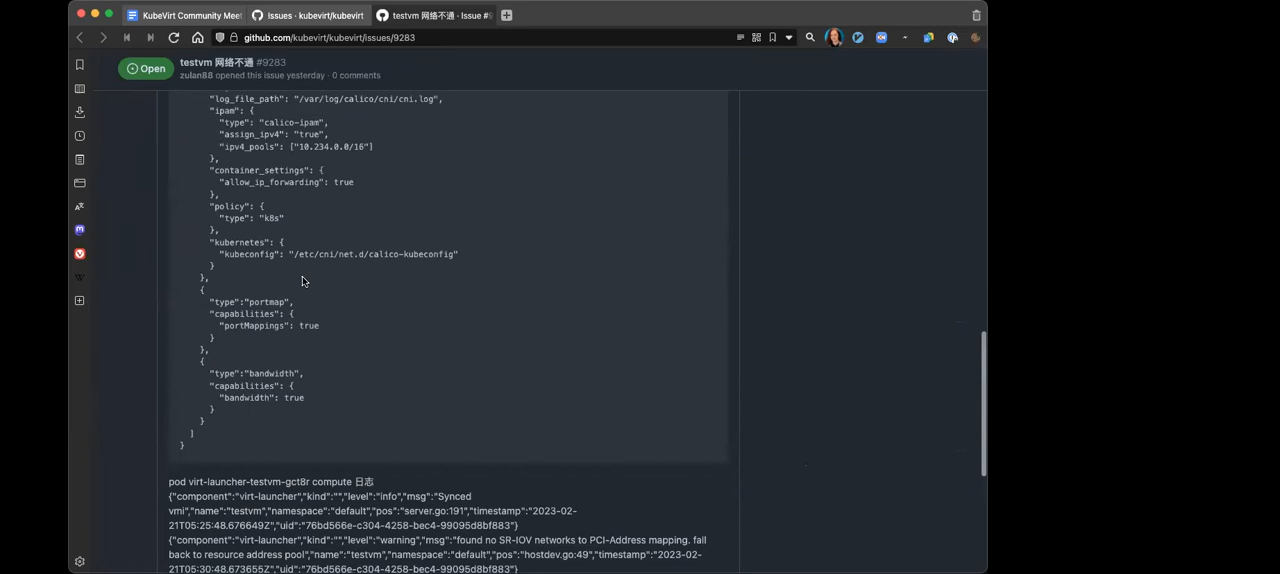 KubeVirt Community Meet
Issues · kubevirt/kubevirt
testvm 网络不通 · Issue #9
github.com/kubevirt/kubevirt/issues/9283
Open
testvm 网络不通 #9283
zulan88 opened this issue yesterday · 0 comments
"log_file_path": "/var/log/calico/cni/cni.log",
"ipam": {
"type": "calico-ipam",
"assign_ipv4": "true",
"ipv4_pools": ["10.234.0.0/16"]
},
"container_settings": {
"allow_ip_forwarding": true
},
"policy": {
"type": "k8s"
},
"kubernetes": {
"kubeconfig": "/etc/cni/net.d/calico-kubeconfig"
}
},
{
"type":"portmap",
"capabilities": {
"portMappings": true
}
},
{
"type":"bandwidth",
"capabilities": {
"bandwidth": true
}
}
]
}
pod virt-launcher-testvm-gct8r compute 日志
{"component":"virt-launcher","kind":"","level":"info","msg":"Synced
vmi","name":"testvm","namespace":"default","pos":"server.go:191","timestamp":"2023-02-
21T05:25:48.676649Z","uid":"76bd566e-c304-4258-bec4-99095d8bf883"}
{"component":"virt-launcher","kind":"","level":"warning","msg":"found no SR-IOV networks to PCI-Address mapping. fall
back to resource address pool","name":"testvm","namespace":"default","pos":"hostdev.go:49","timestamp":"2023-02-
21T05:30:48.673655Z","uid":"76bd566e-c304-4258-bec4-99095d8bf883"}